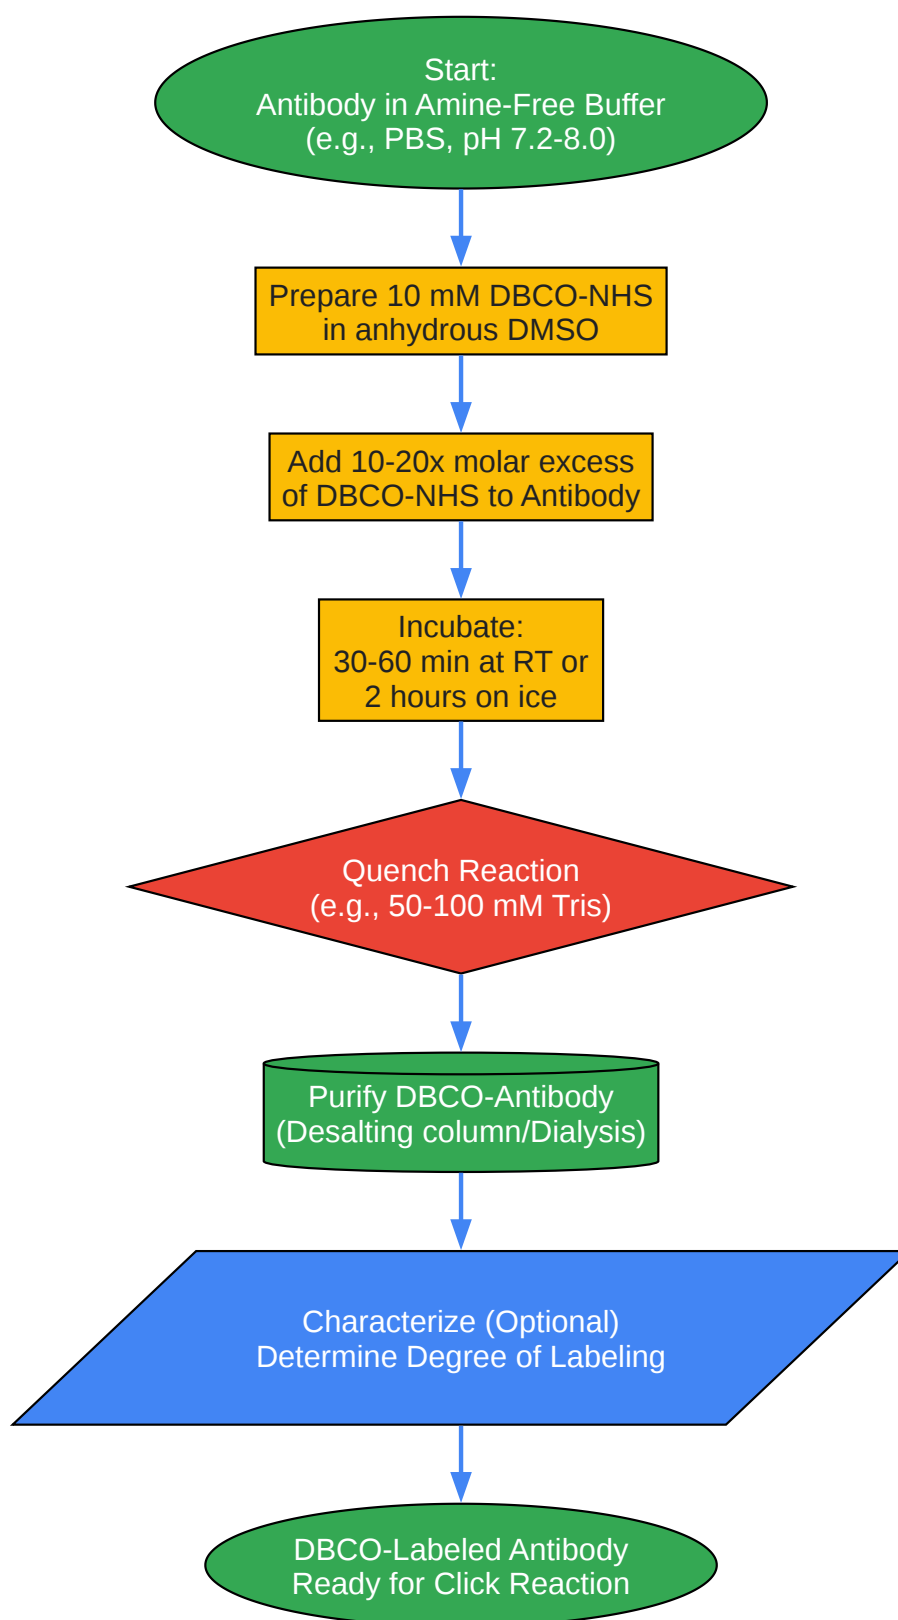 Start:
Antibody in Amine-Free Buffer
(e.g., PBS, pH 7.2-8.0)
Prepare 10 mM DBCO-NHS
in anhydrous DMSO
Add 10-20x molar excess
of DBCO-NHS to Antibody
Incubate:
30-60 min at RT or
2 hours on ice
Quench Reaction
(e.g., 50-100 mM Tris)
Purify DBCO-Antibody
(Desalting column/Dialysis)
Characterize (Optional)
Determine Degree of Labeling
DBCO-Labeled Antibody
Ready for Click Reaction